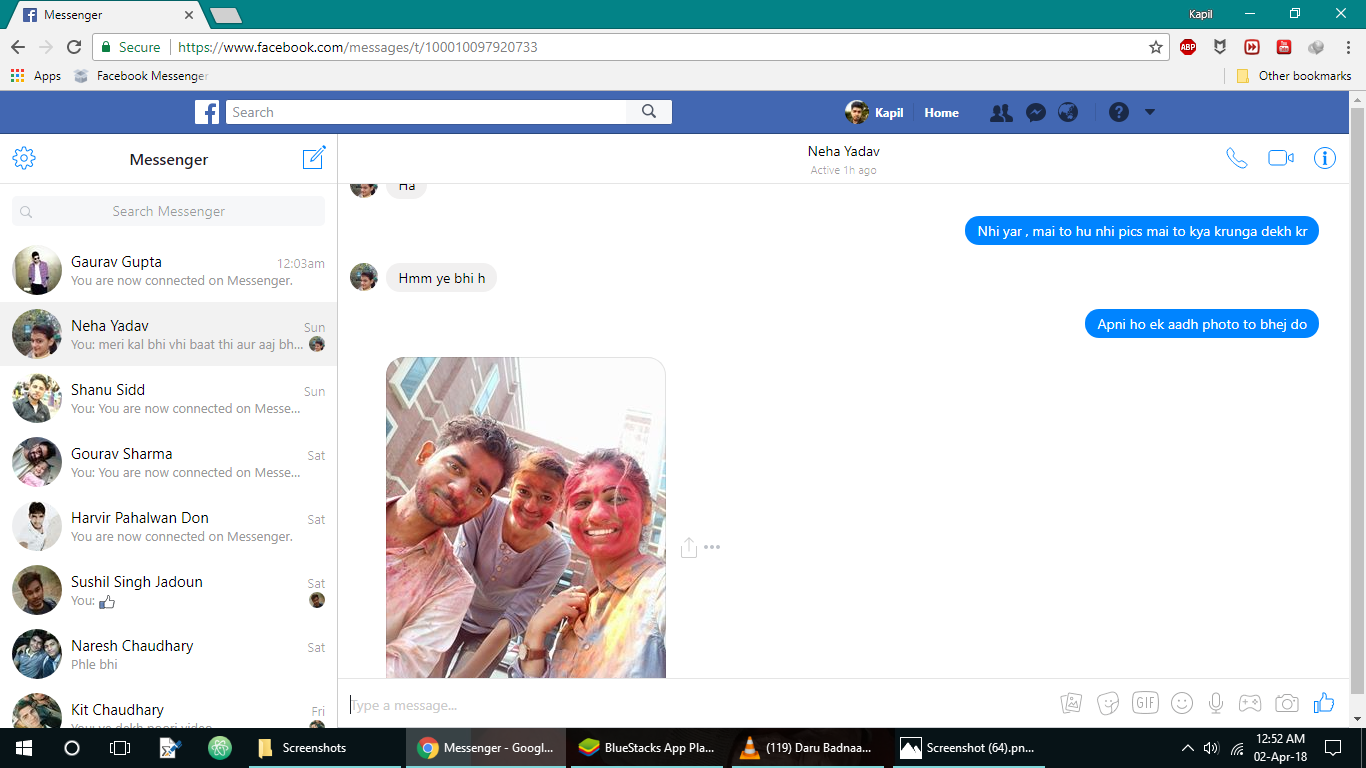 Messenger
Kapil
Secure
https://www.facebook.com/messages/t/100010097920733
ABP
You
Apps
Facebook Messenger
Other bookmarks
Search
Kapil
Home
Messenger
Neha Yadav
Active 1h ago
Search Messenger
Gaurav Gupta
12:03am
You are now connected on Messenger.
Neha Yadav
Sun
You: meri kal bhi vhi baat thi aur aaj bh...
Shanu Sidd
Sun
You: You are now connected on Messe...
Gourav Sharma
Sat
You: You are now connected on Messe...
Harvir Pahalwan Don
Sat
You are now connected on Messenger.
Sushil Singh Jadoun
Sat
You:
Naresh Chaudhary
Sat
Phle bhi
Kit Chaudhary
Fri
You: ye dekh poori video
Ha
Nhi yar , mai to hu nhi pics mai to kya krunga dekh kr
Hmm ye bhi h
Apni ho ek aadh photo to bhej do
Type a message...
GIF
Screenshots
Messenger - Googl...
BlueStacks App Pla...
(119) Daru Badnaa...
Screenshot (64).pn...
12:52 AM
02-Apr-18